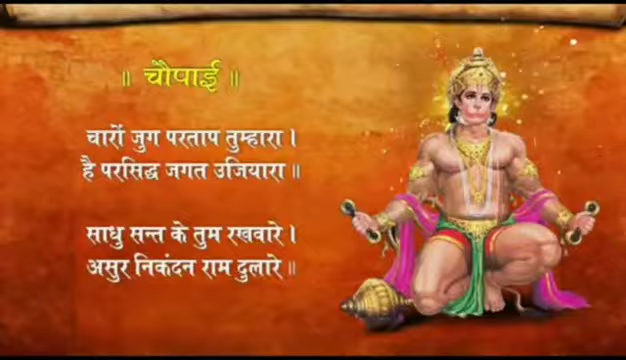 ॥ चौपाई ॥
चारों जुग परताप तुम्हारा ।
है परसिद्ध जगत उजियारा ॥
साधु सन्त के तुम रखवारे ।
असुर निकंदन राम दुलारे ॥